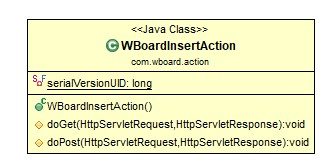 <<Java Class>>
WBoardInsertAction
com.wboard.action
serialVersionUID: long
WBoardInsertAction()
doGet(HttpServletRequest,HttpServletResponse):void
doPost(HttpServletRequest,HttpServletResponse):void